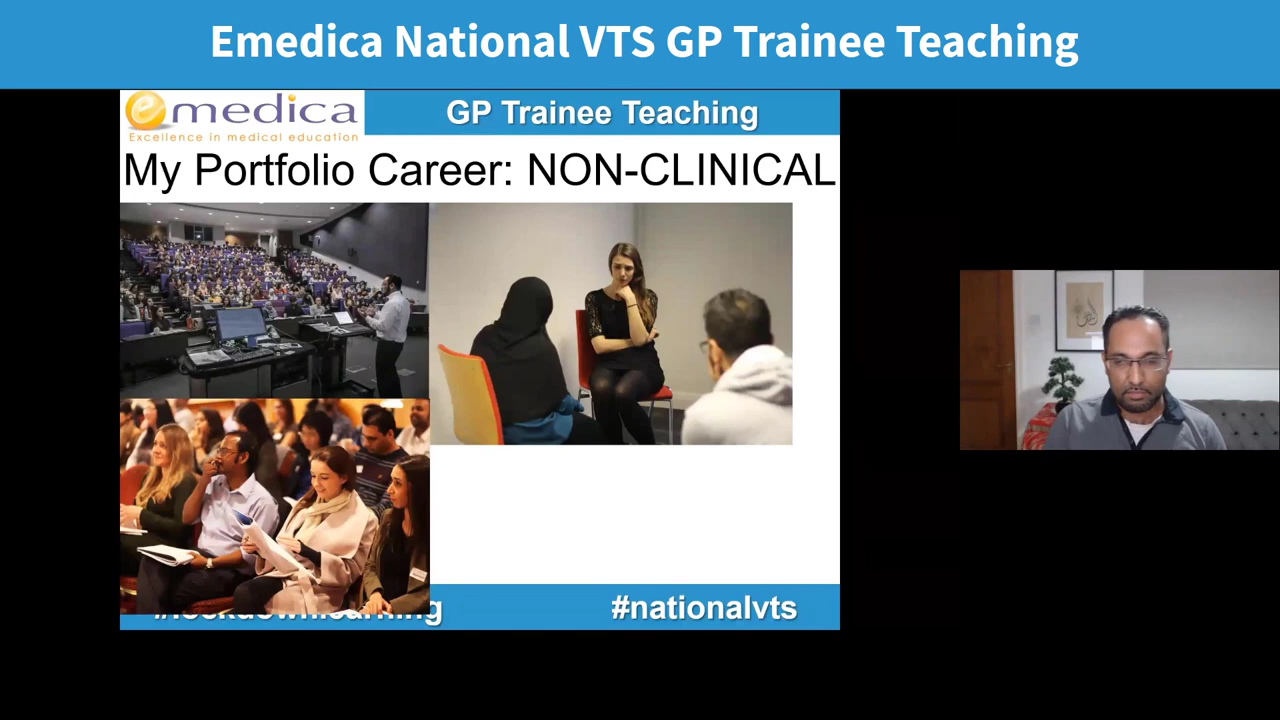 Emedica National VTS GP Trainee Teaching
emedica
Excellence in medical education
GP Trainee Teaching
My Portfolio Career: NON-CLINICAL
#lockdownlearning
#nationalvts